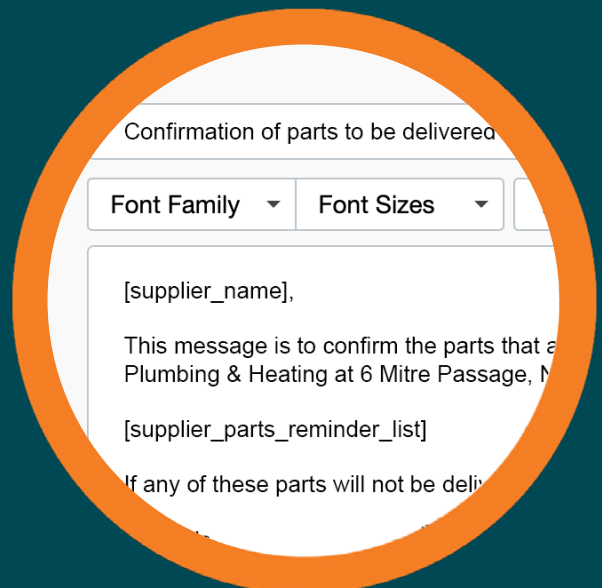 Confirmation of parts to be delivered
Font Family Font Sizes
[supplier_name],
This message is to confirm the parts that
Plumbing & Heating at 6 Mitre Passage,
[supplier_parts_reminder_list]
If any of these parts will not be